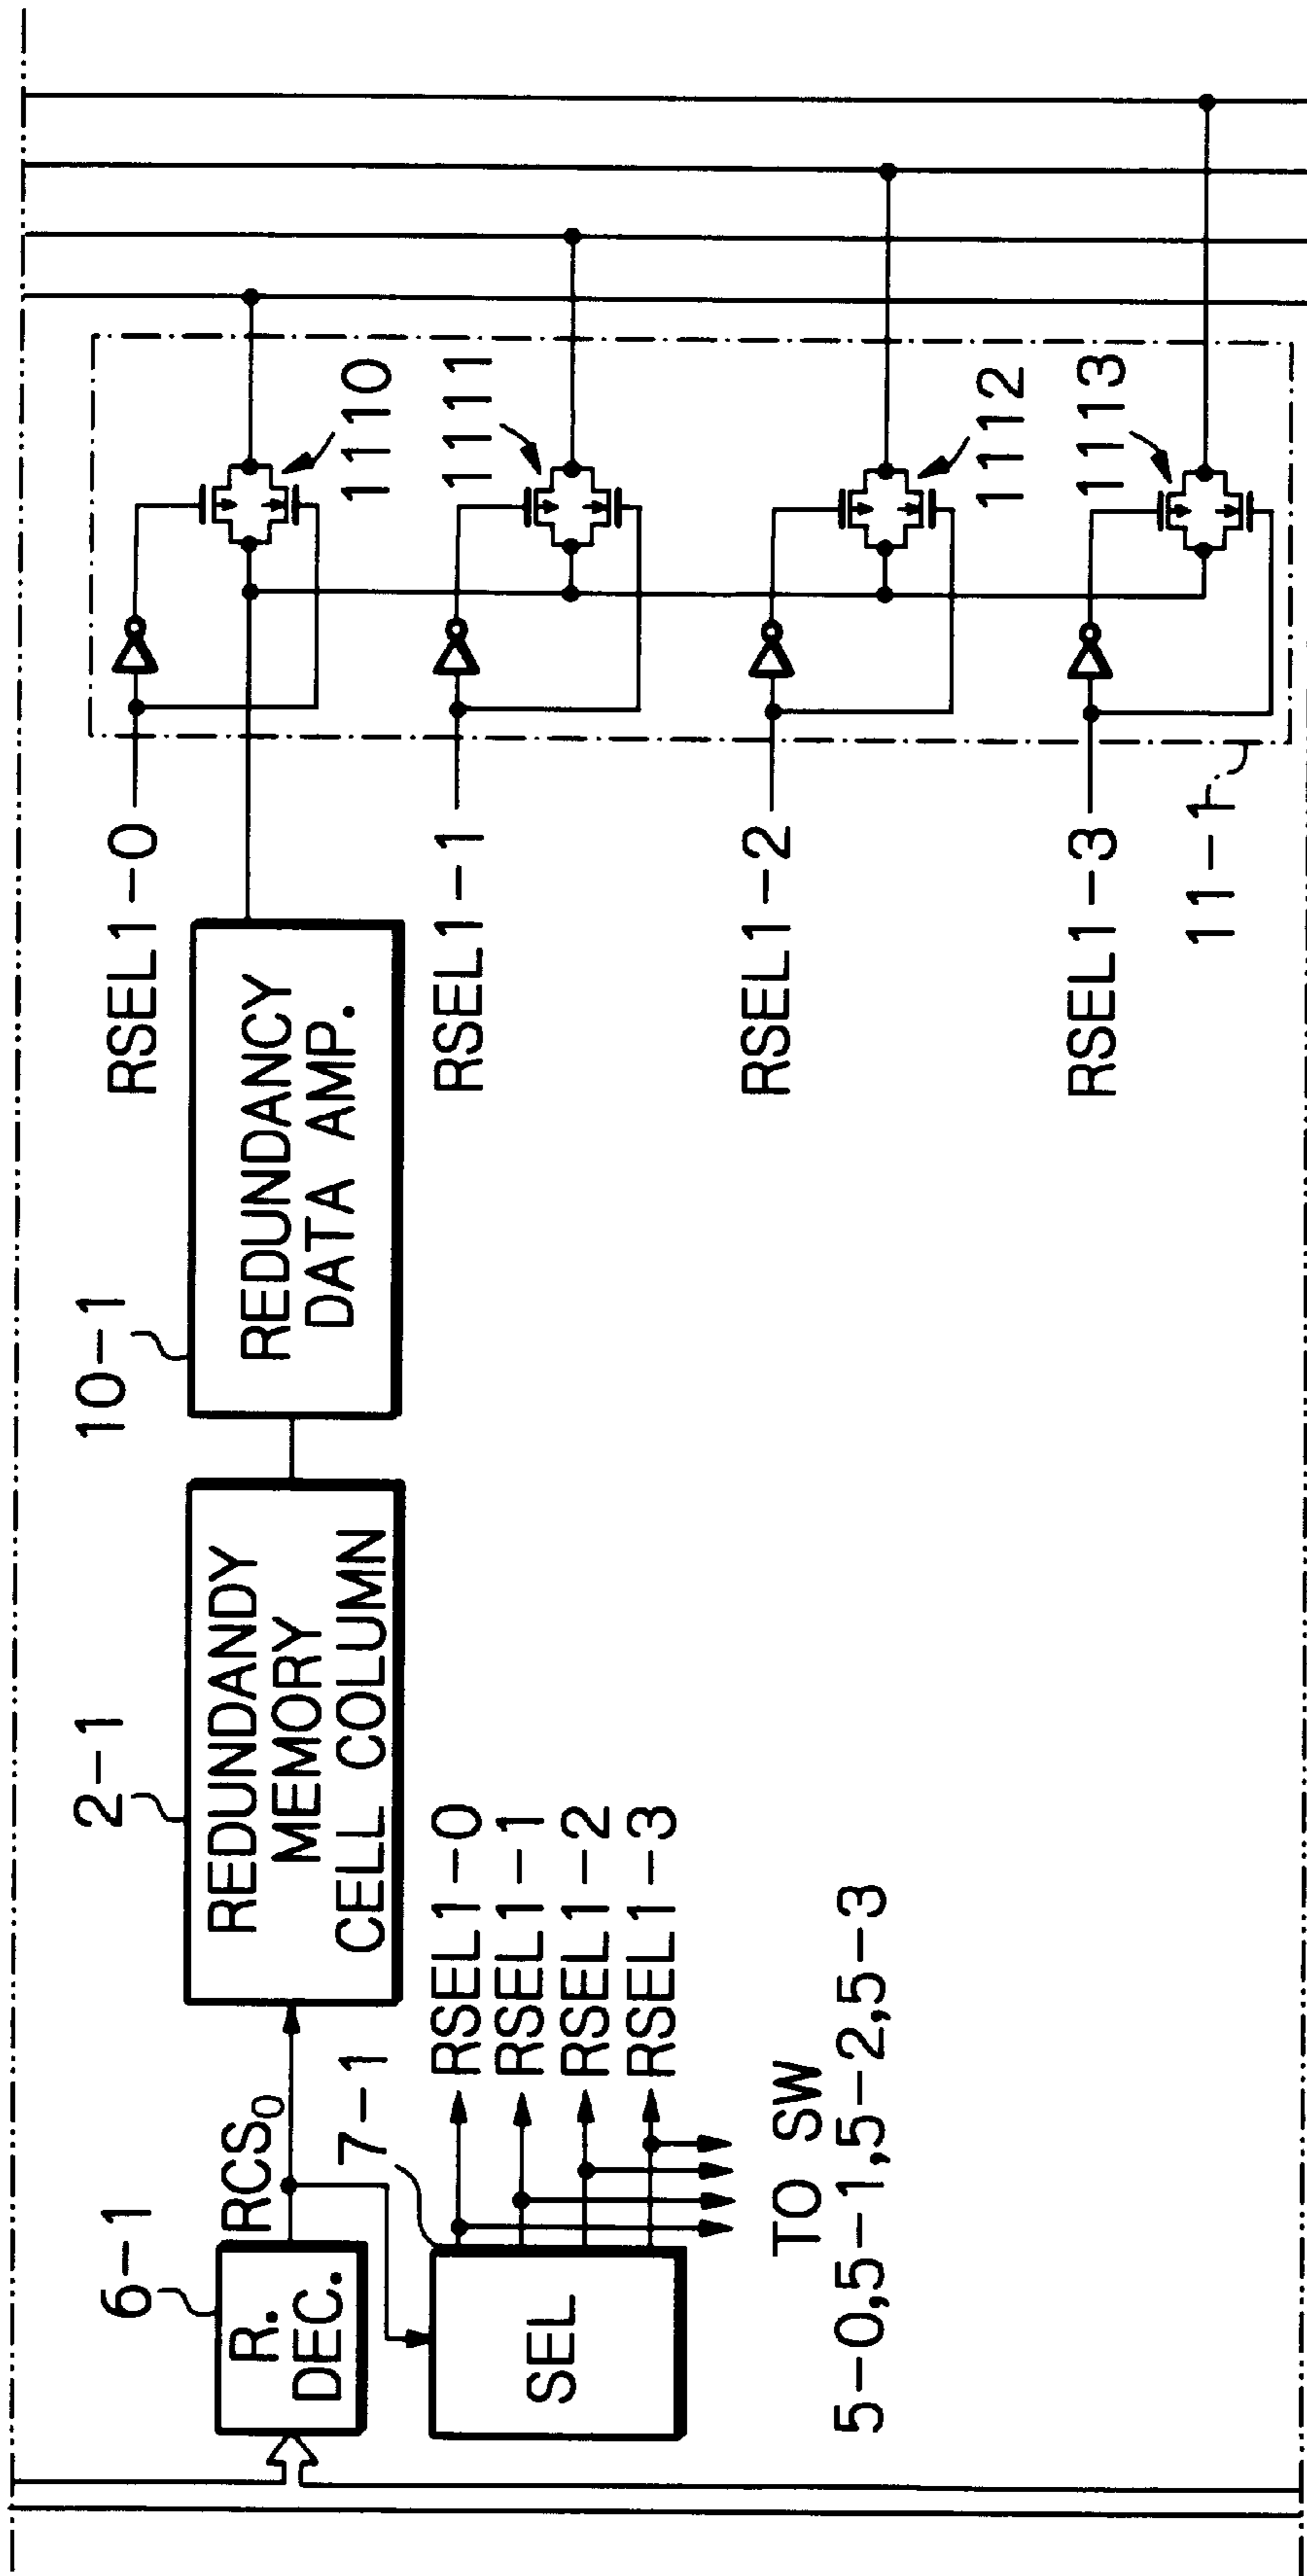 6-1
R.
DEC.
RCS0
7-1
SEL
2-1
REDUNDANDY
MEMORY
CELL COLUMN
RSEL1-0
RSEL1-1
RSEL1-2
RSEL1-3
TO SW
5-0,5-1,5-2,5-3
10-1
REDUNDANCY
DATA AMP.
RSEL1-0
RSEL1-1
RSEL1-2
RSEL1-3
11-1
1110
1111
1112
1113